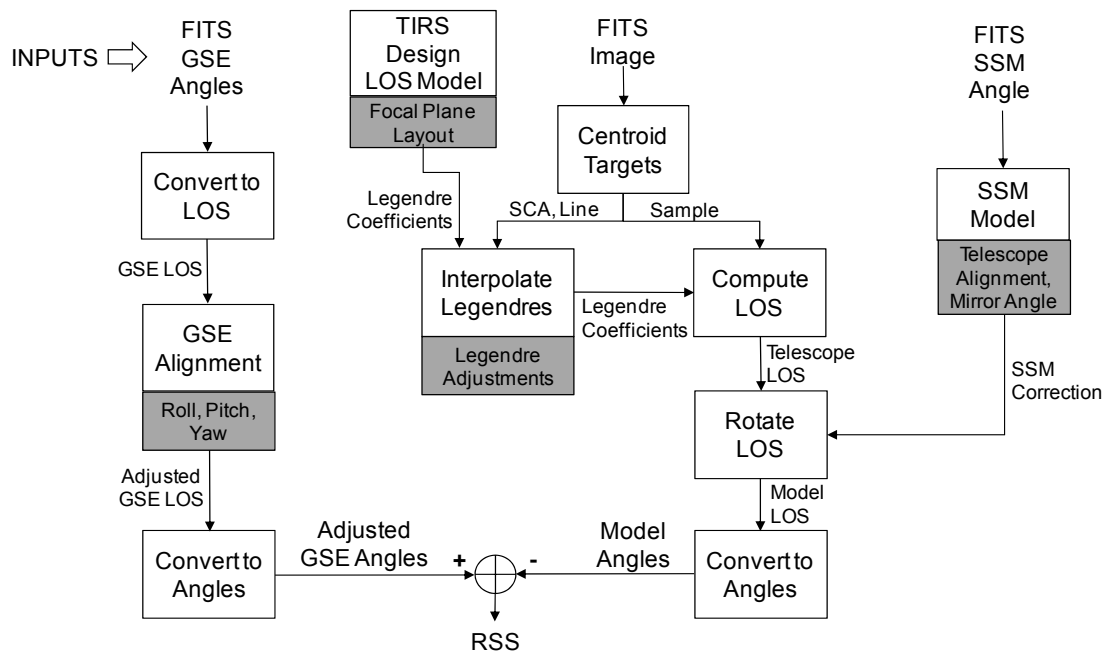 INPUTS
FITS
GSE
Angles
TIRS
Design
LOS Model
Focal Plane
Layout
FITS
Image
FITS
SSM
Angle
Convert to
LOS
Legendre
Coefficients
Centroid
Targets
SCA, Line
Sample
SSM
Model
Telescope
Alignment,
Mirror Angle
GSE LOS
Interpolate
Legendres
Legendre
Adjustments
Legendre
Coefficients
Compute
LOS
GSE
Alignment
Roll, Pitch,
Yaw
Telescope
LOS
SSM
Correction
Rotate
LOS
Adjusted
GSE LOS
Model
LOS
Convert to
Angles
Adjusted
GSE Angles
+
-
Model
Angles
Convert to
Angles
RSS